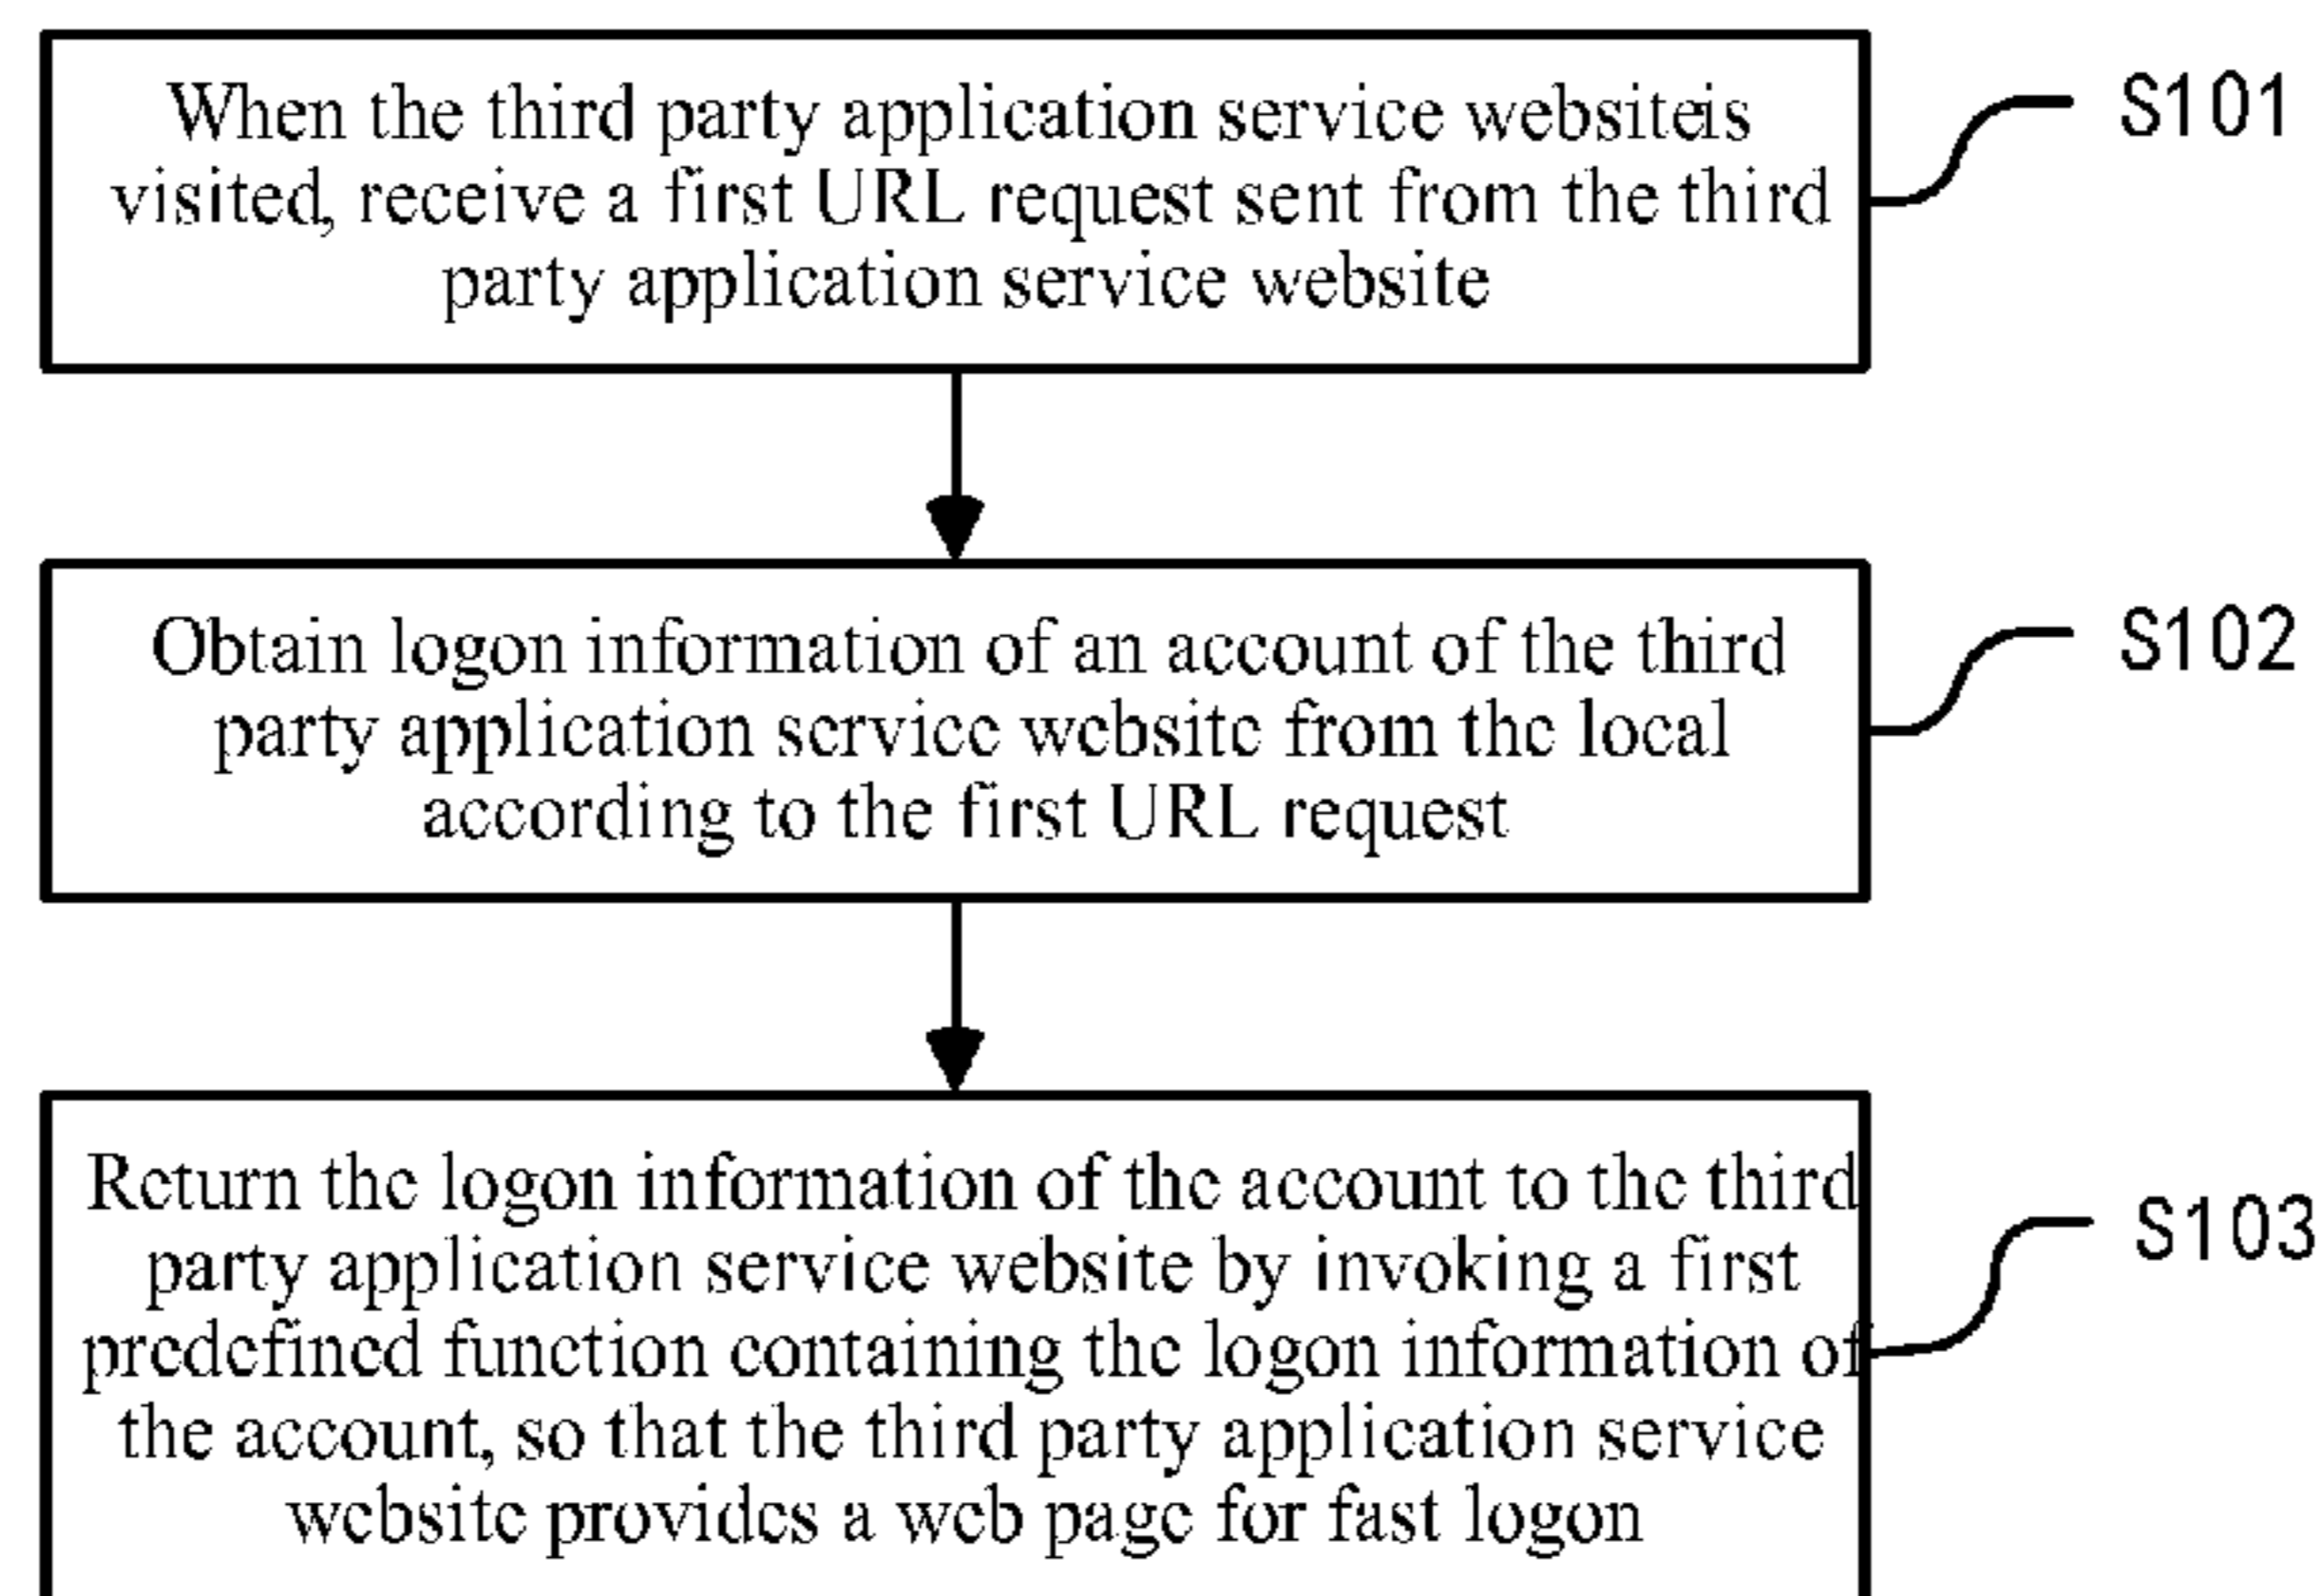 When the third party application service websiteis
visited, receive a first URL request sent from the third
party application service website
S101
Obtain logon information of an account of the third
party application service website from the local
according to the first URL request
S102
Return the logon information of the account to the third
party application service website by invoking a first
predefined function containing the logon information of
the account, so that the third party application service
website provides a web page for fast logon
S103